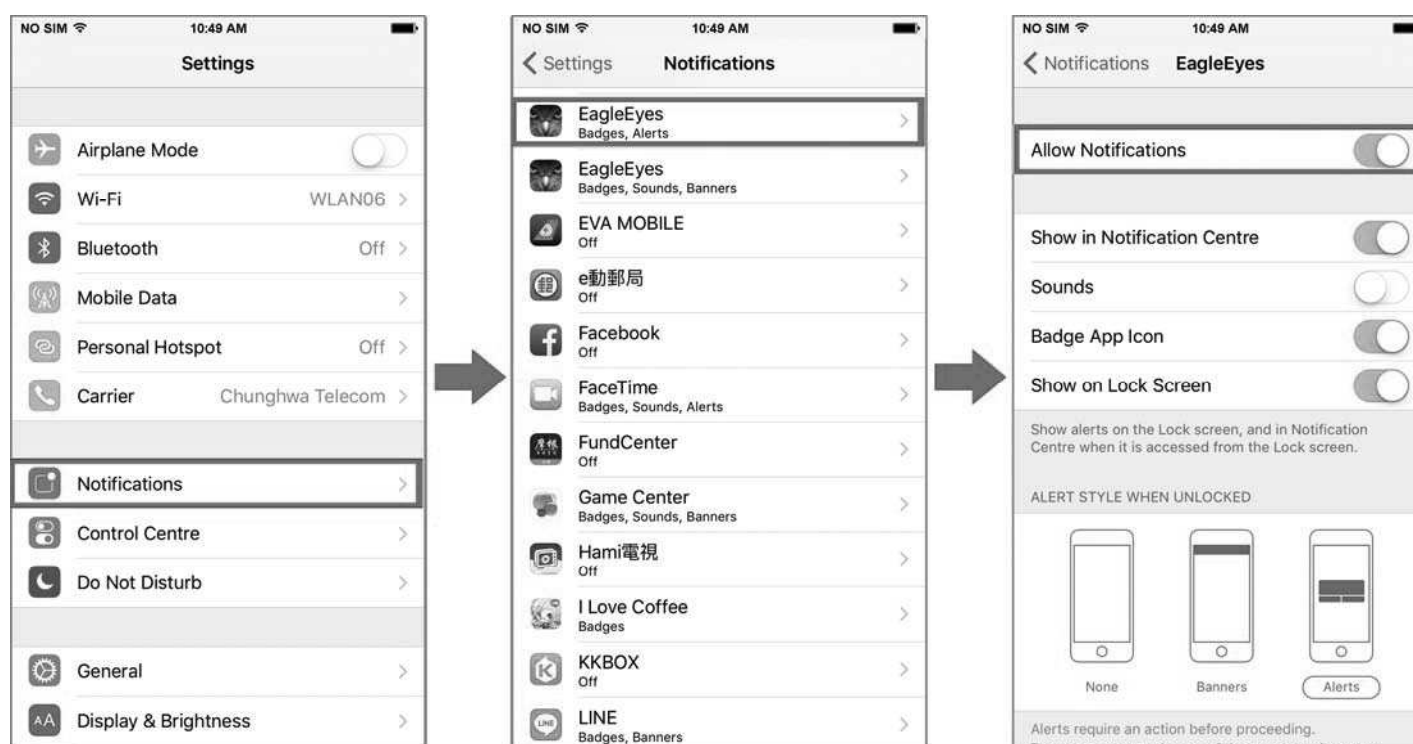 NO SIM 10:49 AM
Settings
Airplane Mode
Wi-Fi WLAN06
Bluetooth Off
Mobile Data
Personal Hotspot Off
Carrier Chunghwa Telecom
Notifications
Control Centre
Do Not Disturb
General
AA Display & Brightness
NO SIM 10:49 AM
Settings Notifications
EagleEyes
Badges, Alerts
EagleEyes
Badges, Sounds, Banners
EVA MOBILE
Off
e動郵局
Off
Facebook
Off
FaceTime
Badges, Sounds, Alerts
FundCenter
Off
Game Center
Badges, Sounds, Banners
Hami電視
Off
I Love Coffee
Badges
KKBOX
Off
LINE
LINE
Badges, Banners
NO SIM 10:49 AM
Notifications EagleEyes
Allow Notifications
Show in Notification Centre
Sounds
Badge App Icon
Show on Lock Screen
Show alerts on the Lock screen, and in Notification
Centre when it is accessed from the Lock screen.
ALERT STYLE WHEN UNLOCKED
None Banners Alerts
Alerts require an action before proceeding.